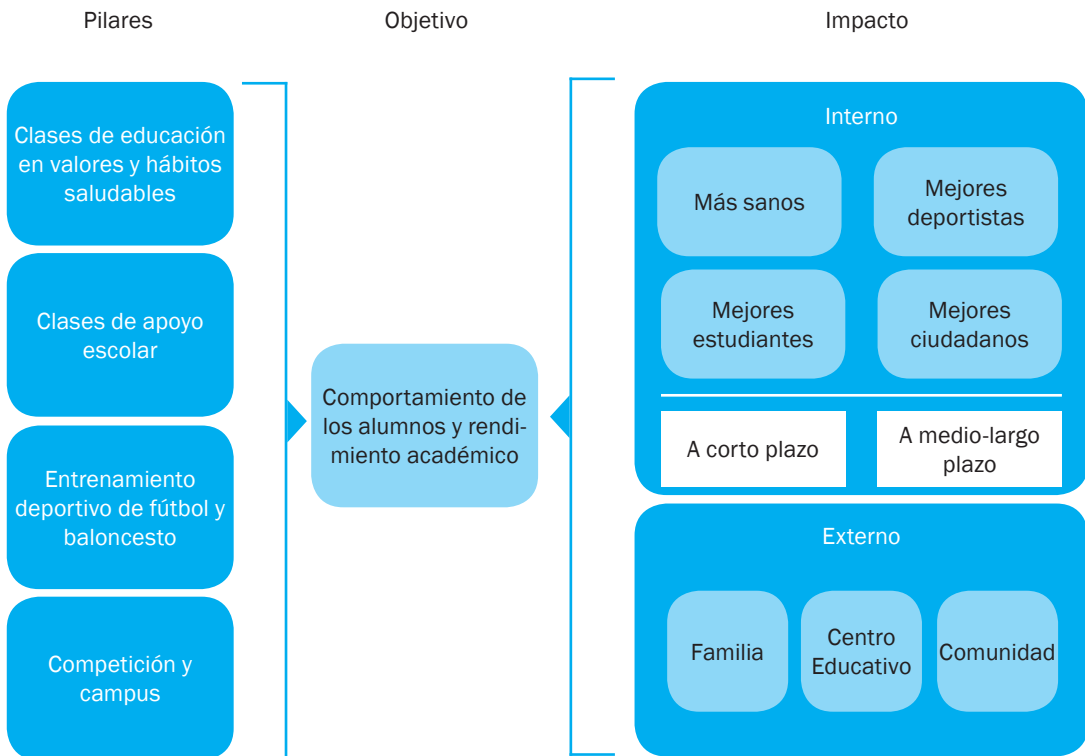 Pilares
Objetivo
Impacto
Clases de educación
en valores y hábitos
saludables
Clases de apoyo
escolar
Entrenamiento
deportivo de fútbol y
baloncesto
Competición y
campus
Comportamiento de
los alumnos y rendi-
miento académico
Interno
Más sanos
Mejores
deportistas
Mejores
estudiantes
Mejores
ciudadanos
A corto plazo
A medio-largo
plazo
Externo
Familia
Centro
Educativo
Comunidad